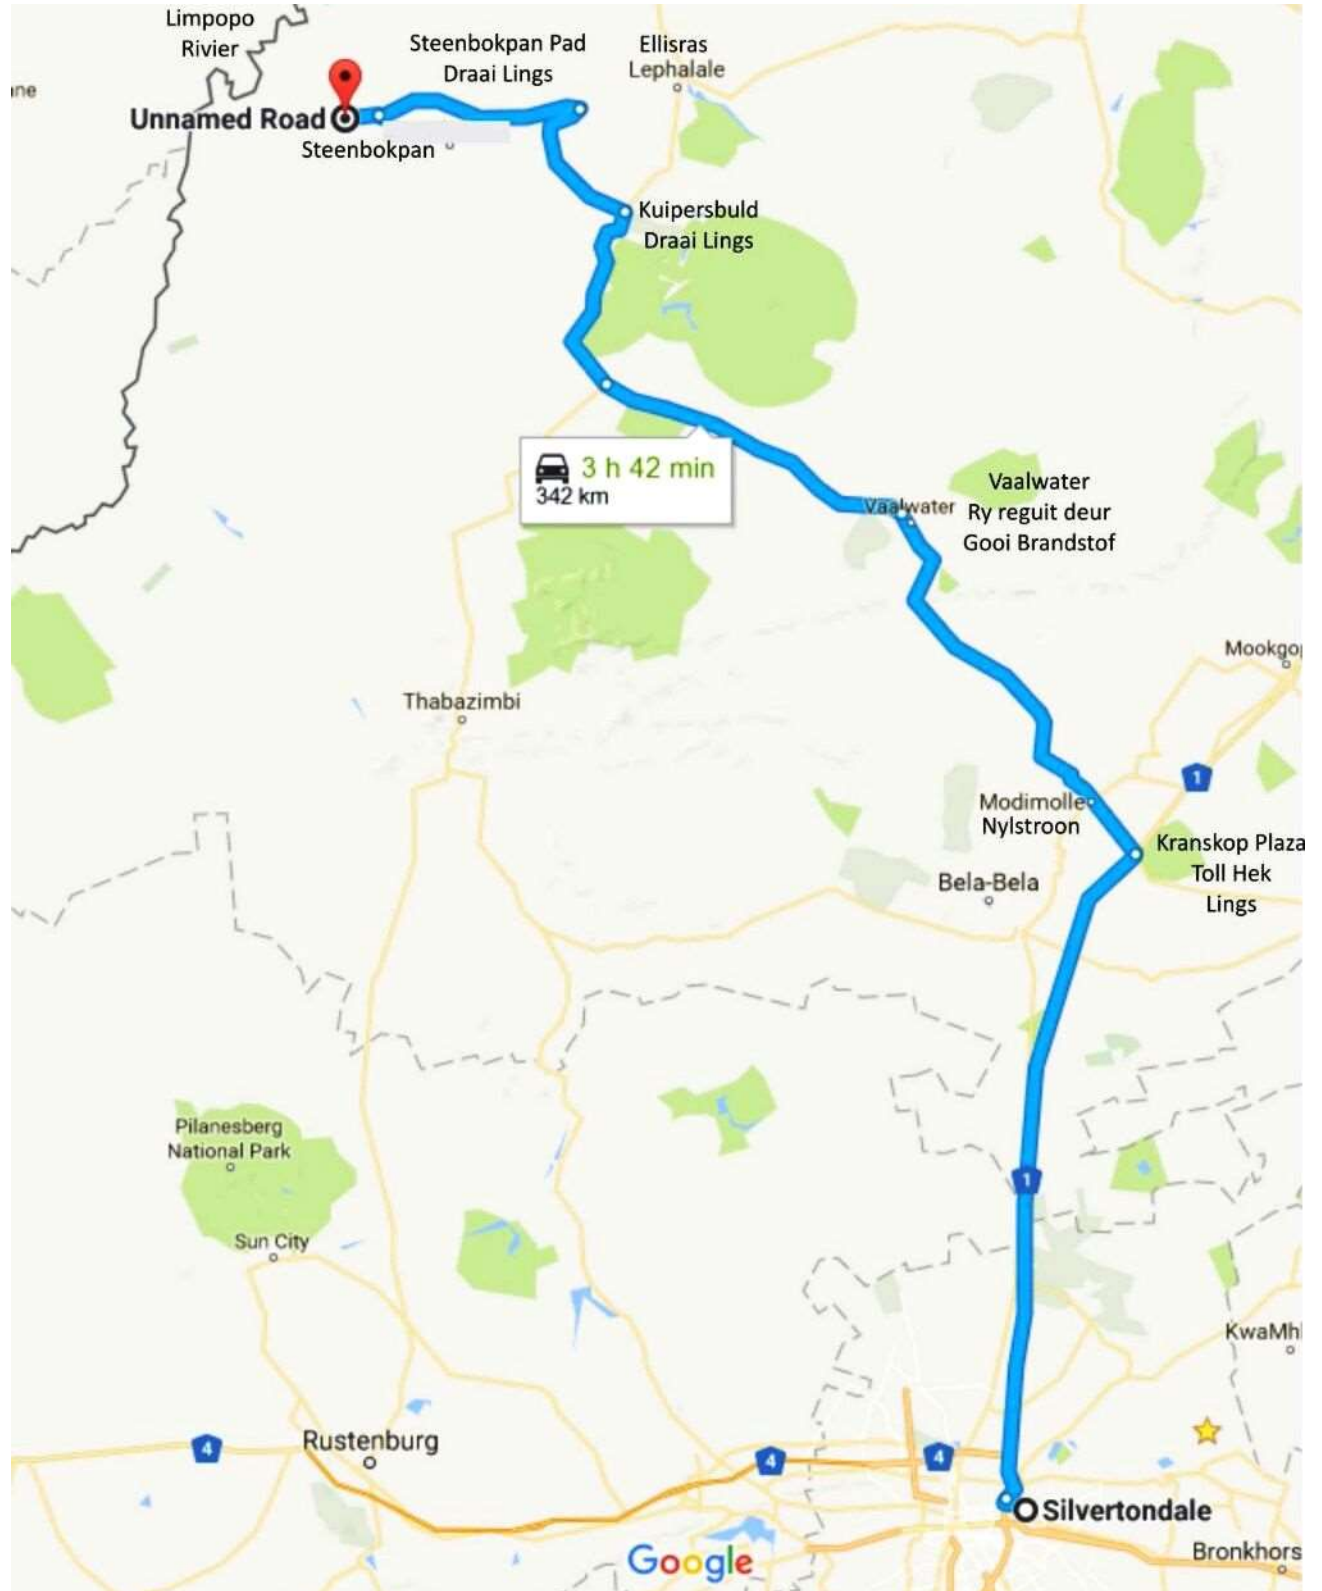 Limpopo
Rivier
Steenbokpan Pad
Draai Lings
Ellisras
Lephalale
ane
Unnamed Road
Steenbokpan
Kuipersbuld
Draai Lings
3 h 42 min
342 km
Vaalwater
Vaalwater
Ry reguit deur
Gooi Brandstof
Mookgo
Thabazimbi
1
Modimolle
Nylstroon
Kranskop Plaza
Toll Hek
Lings
Bela-Bela
Pilanesberg
National Park
1
Sun City
KwaMh
Rustenburg
4
4
4
Silvertondale
Google
Bronkhors